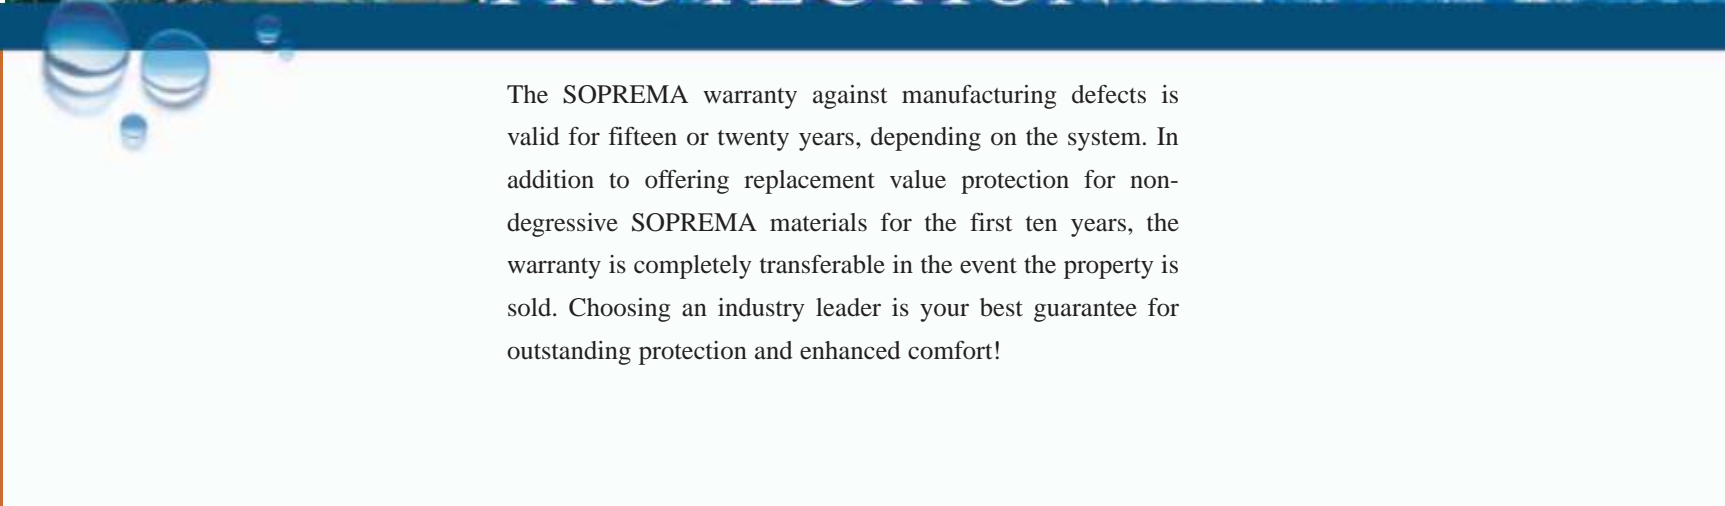 PROTECTION
The SOPREMA warranty against manufacturing defects is
valid for fifteen or twenty years, depending on the system. In
addition to offering replacement value protection for non-
degressive SOPREMA materials for the first ten years, the
warranty is completely transferable in the event the property is
sold. Choosing an industry leader is your best guarantee for
outstanding protection and enhanced comfort!